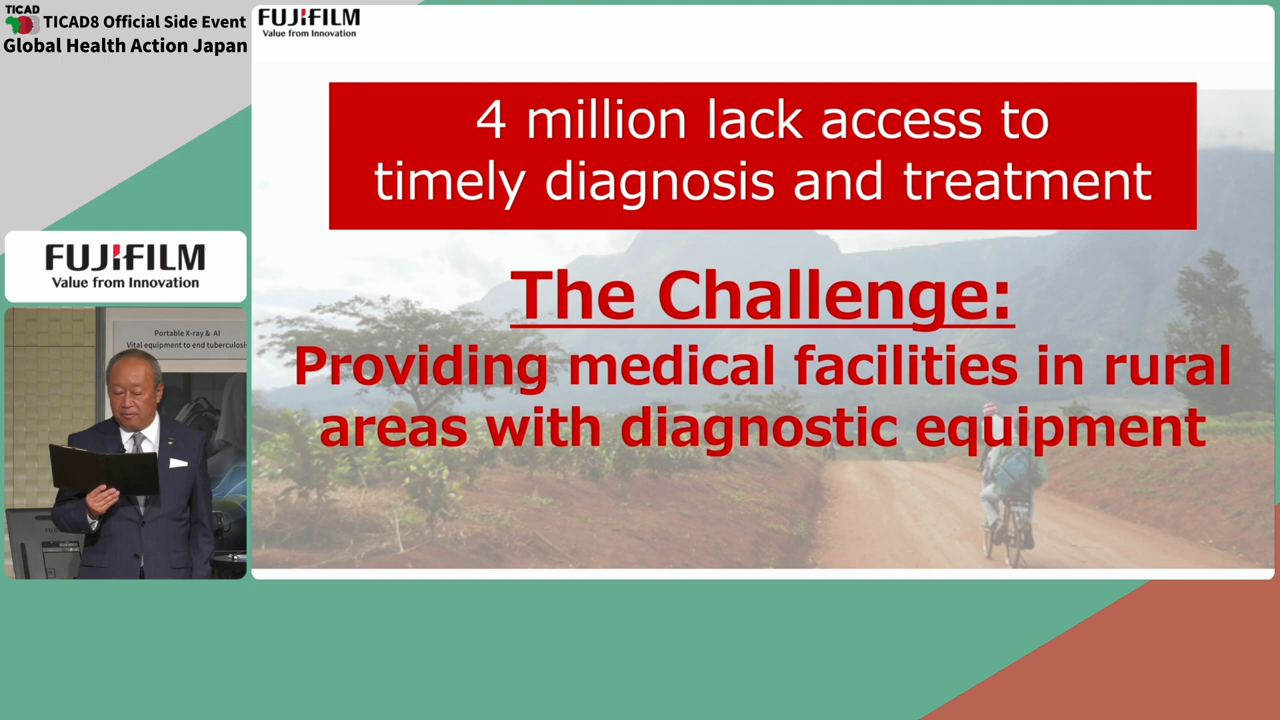 TICAD
TICAD8 Official Side Event
Global Health Action Japan
FUJIFILM
Value from Innovation
FUJIFILM
Value from Innovation
4 million lack access to
timely diagnosis and treatment
The Challenge:
Providing medical facilities in rural
areas with diagnostic equipment
Portable X-ray & AI
Vital equipment to end tuberculosis